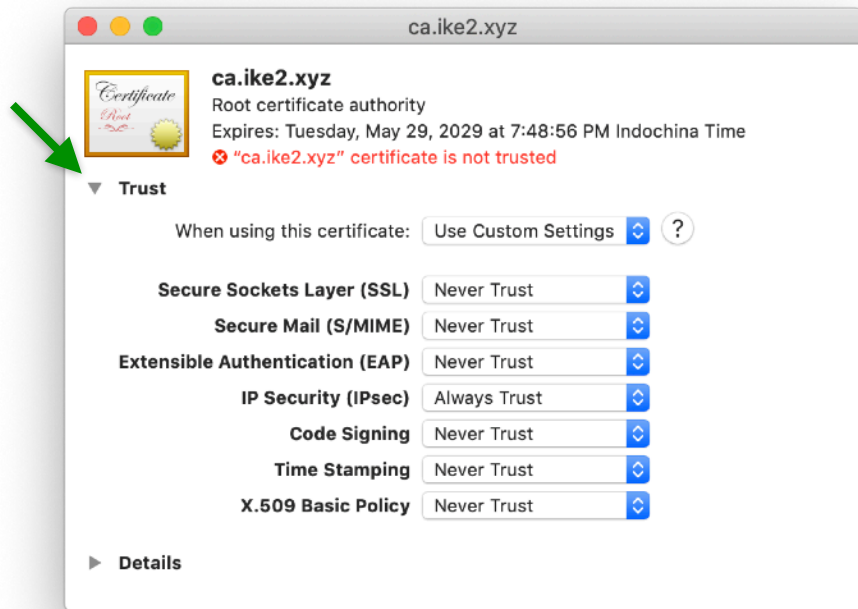 ca.ike2.xyz
Certificate
Root
ca.ike2.xyz
Root certificate authority
Expires: Tuesday, May 29, 2029 at 7:48:56 PM Indochina Time
“ca.ike2.xyz” certificate is not trusted
Trust
When using this certificate: Use Custom Settings ?
Secure Sockets Layer (SSL) Never Trust
Secure Mail (S/MIME) Never Trust
Extensible Authentication (EAP) Never Trust
IP Security (IPsec) Always Trust
Code Signing Never Trust
Time Stamping Never Trust
X.509 Basic Policy Never Trust
Details